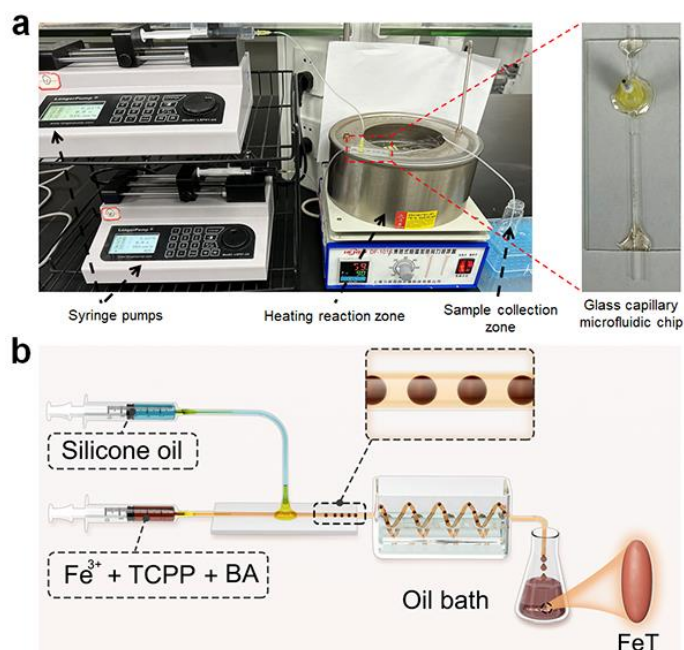 a
LongerPump
Syringe pumps
Heating reaction zone
Sample collection
zone
Glass capillary
microfluidic chip
b
Silicone oil
Fe3+ + TCPP + BA
Oil bath
FeT